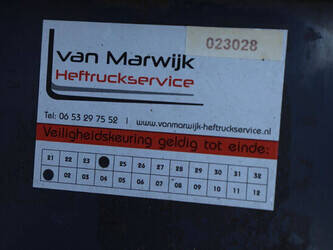 023028
van Marwijk
Heftruckservice
Tel: 06 53 29 75 52 | www.vanmarwijk-heftruckservice.nl
Veiligheidskeuring geldig tot einde:
21 22 23 25 26 27 28 29 30 31 32
02 03 04 05 06 07 08 09 10 11 12